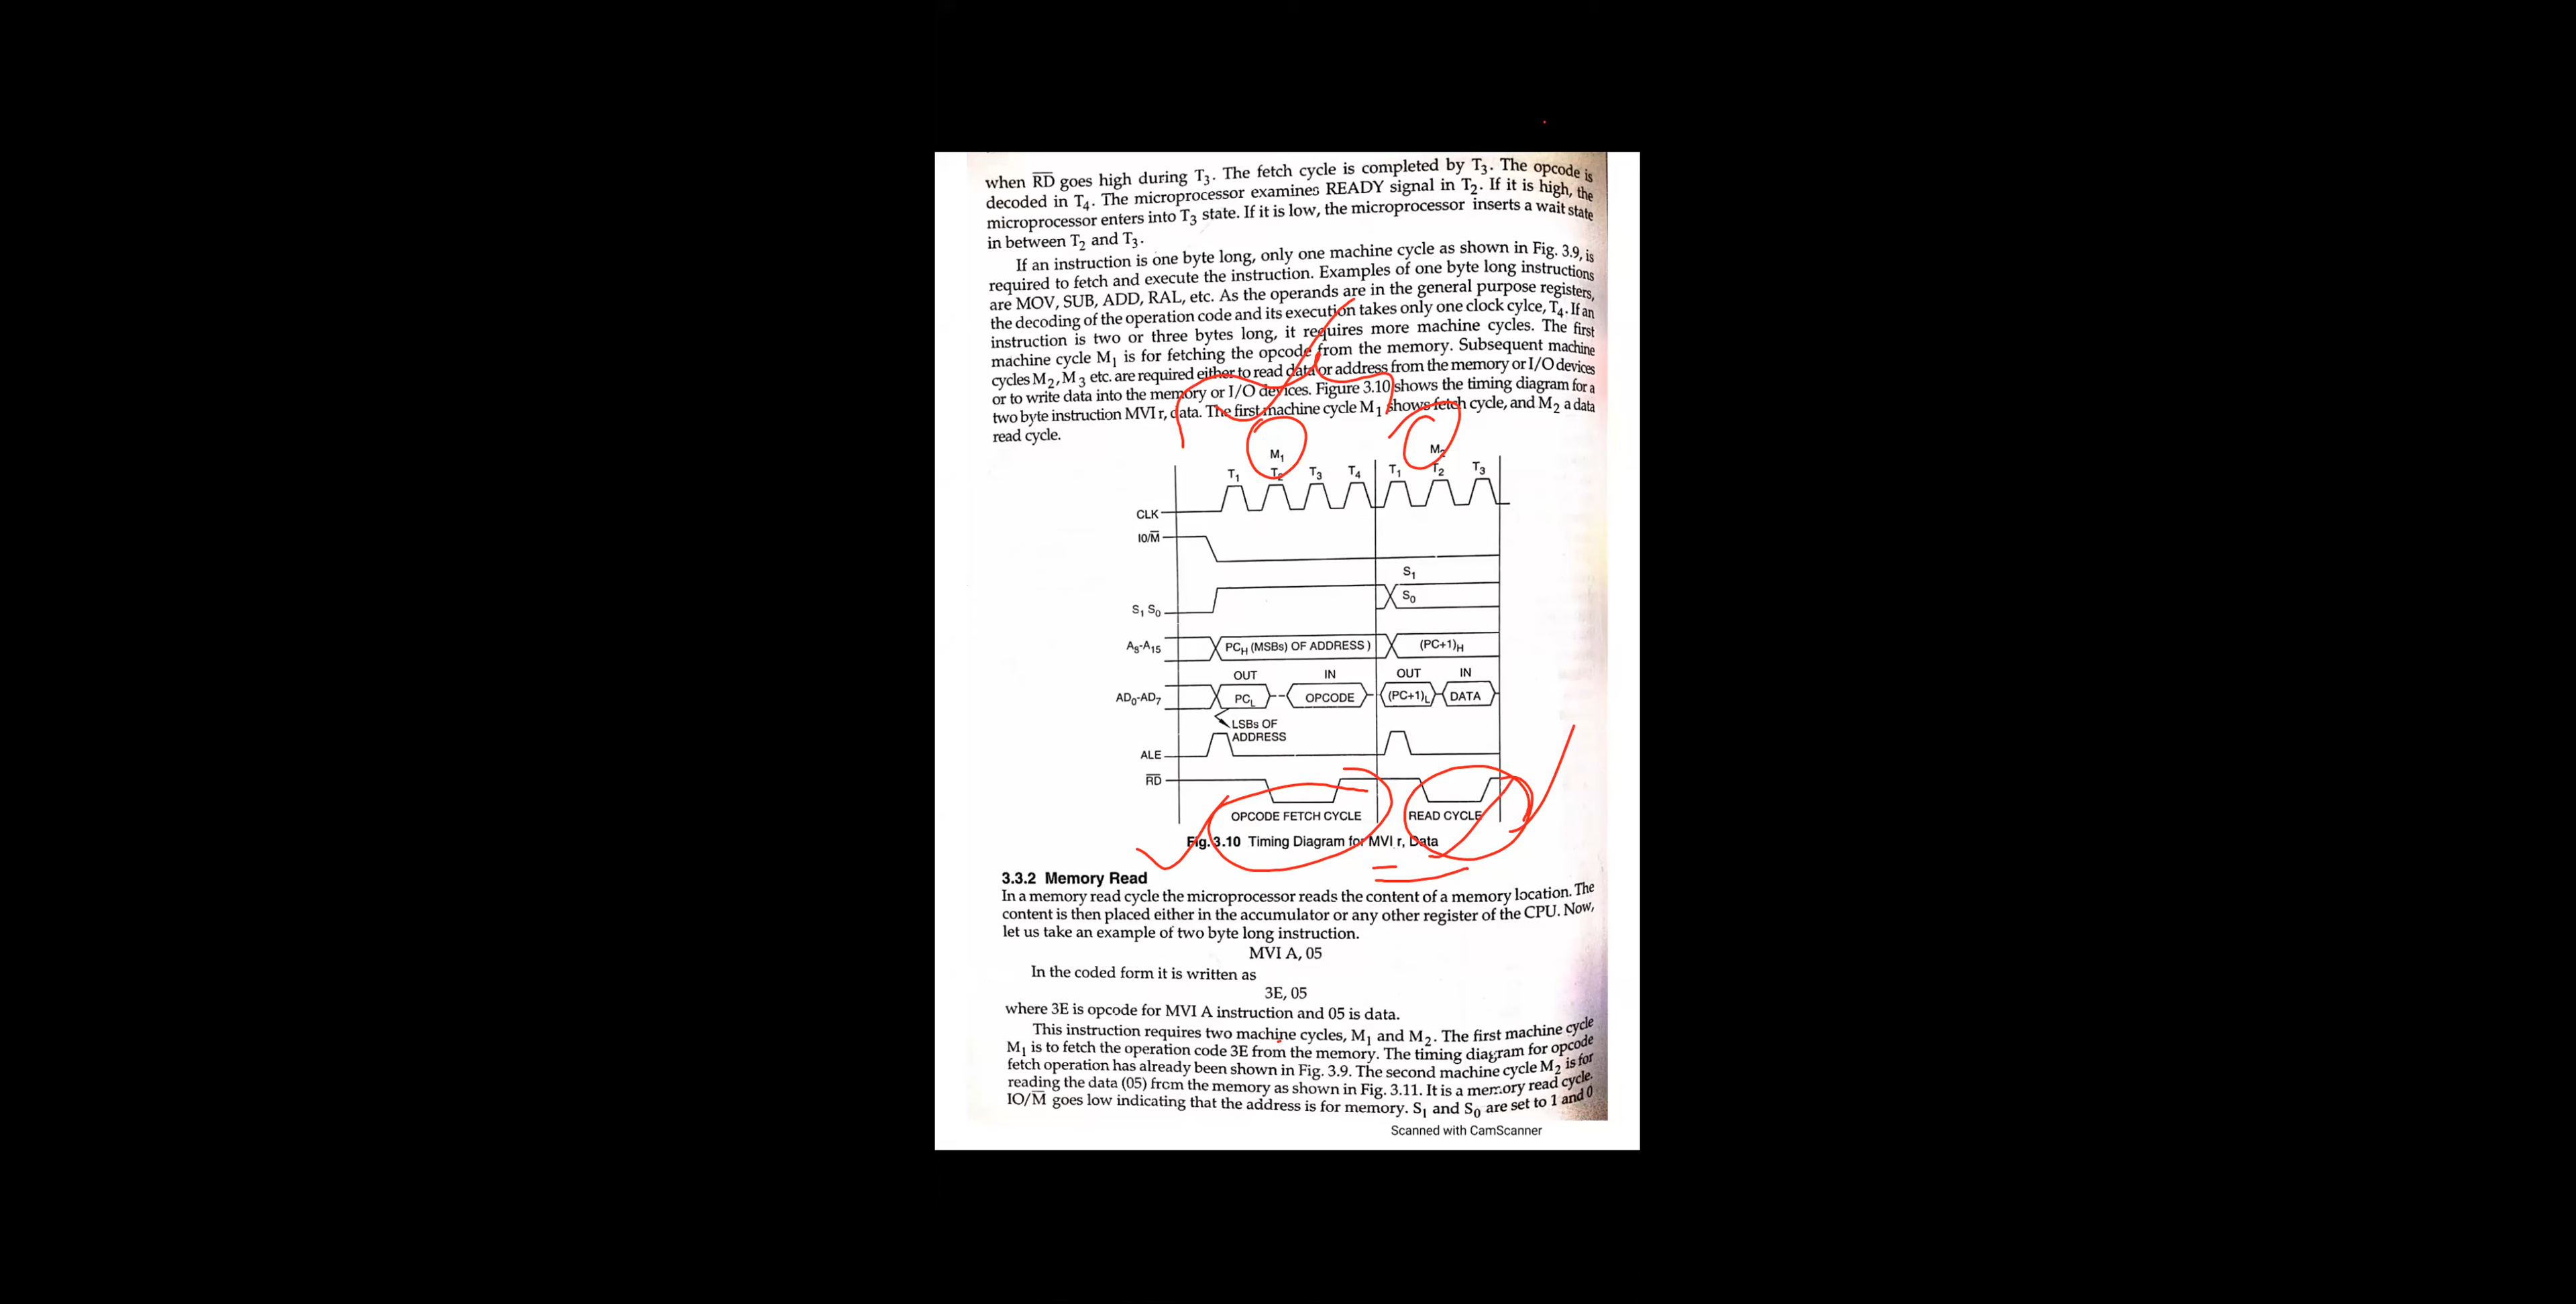 when RD goes high during T3. The fetch cycle is completed by T3. The opcode is
decoded in T4. The microprocessor examines READY signal in T2. If it is high, the
microprocessor enters into T3 state. If it is low, the microprocessor inserts a wait state
in between T2 and T3.
If an instruction is one byte long, only one machine cycle as shown in Fig. 3.9, is
required to fetch and execute the instruction. Examples of one byte long instructions
are MOV, SUB, ADD, RAL, etc. As the operands are in the general purpose registers,
the decoding of the operation code and its execution takes only one clock cylce, T4. If an
instruction is two or three bytes long, it requires more machine cycles. The first
machine cycle M1 is for fetching the opcode from the memory. Subsequent machine
cycles M2, M3 etc. are required either to read data or address from the memory or I/O devices
or to write data into the memory or I/O devices. Figure 3.10 shows the timing diagram for a
two byte instruction MVI r, data. The first machine cycle M1 shows fetch cycle, and M2 a data
read cycle.
M1 M2
T1 T2 T3 T4 T1 T2 T3
CLK
IO/M̅
S1
S0
S1 S0
A8-A15 PCH (MSBs) OF ADDRESS ) (PC+1)H
OUT IN OUT IN
AD0-AD7 PCL OPCODE (PC+1)L DATA
LSBs OF
ADDRESS
ALE
R̅D̅
OPCODE FETCH CYCLE READ CYCLE
Fig. 3.10 Timing Diagram for MVI r, Data
3.3.2 Memory Read
In a memory read cycle the microprocessor reads the content of a memory location. The
content is then placed either in the accumulator or any other register of the CPU. Now,
let us take an example of two byte long instruction.
MVI A, 05
In the coded form it is written as
3E, 05
where 3E is opcode for MVI A instruction and 05 is data.
This instruction requires two machine cycles, M1 and M2. The first machine cycle
M1 is to fetch the operation code 3E from the memory. The timing diagram for opcode
fetch operation has already been shown in Fig. 3.9. The second machine cycle M2 is for
reading the data (05) from the memory as shown in Fig. 3.11. It is a memory read cycle.
IO/M̅ goes low indicating that the address is for memory. S1 and S0 are set to 1 and 0
Scanned with CamScanner